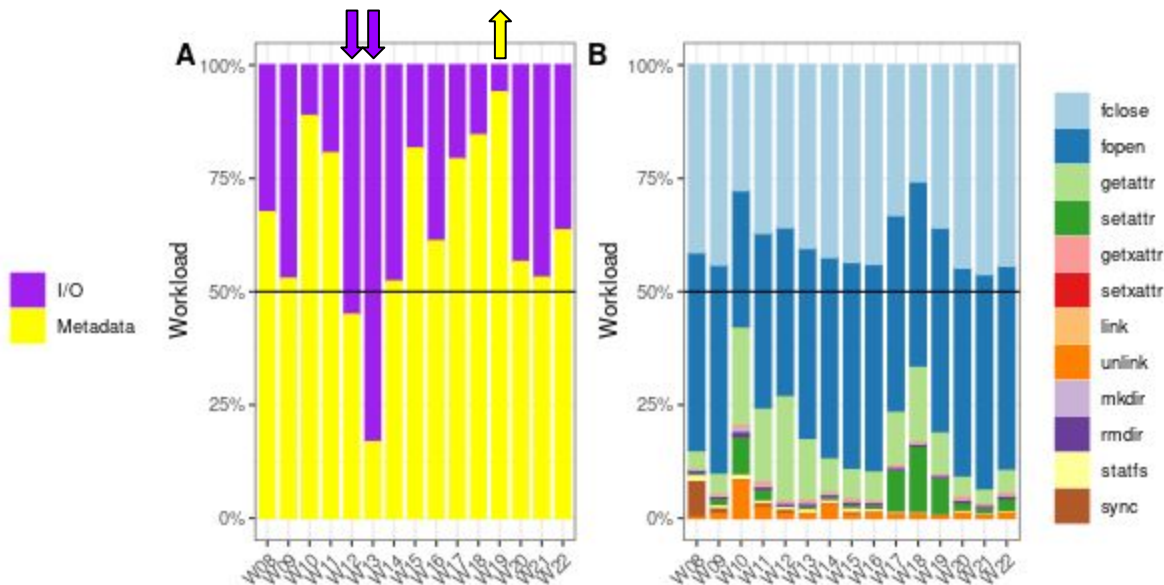 A
B
100%
75%
50%
25%
0%
Workload
I/O
Metadata
W08
W09
W10
W11
W12
W13
W14
W15
W16
W17
W18
W19
W20
W21
W22
100%
75%
50%
25%
0%
Workload
W08
W09
W10
W11
W12
W13
W14
W15
W16
W17
W18
W19
W20
W21
W22
fclose
fopen
getattr
setattr
getxattr
setxattr
link
unlink
mkdir
rmdir
statfs
sync